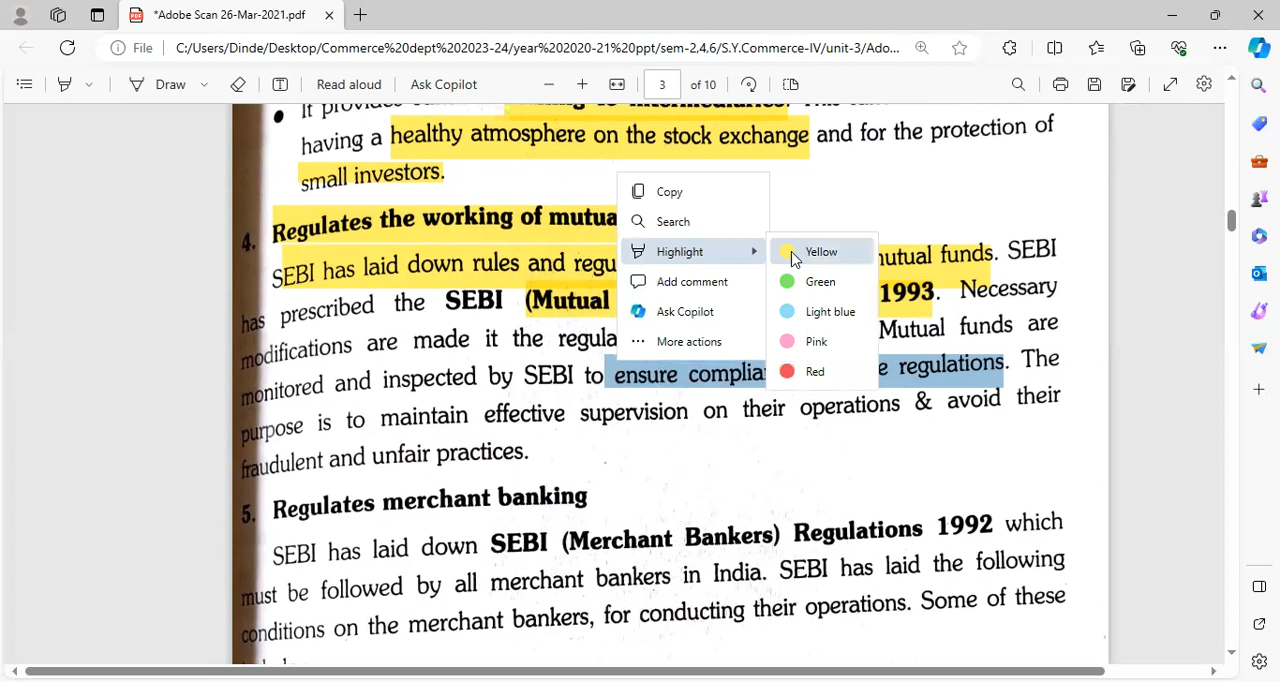 *Adobe Scan 26-Mar-2021.pdf
File C:/Users/Dinde/Desktop/Commerce%20dept%202023-24/year%202020-21%20ppt/sem-2,4,6/S.Y.Commerce-IV/unit-3/Ado...
Draw Read aloud Ask Copilot 3 of 10
having a healthy atmosphere on the stock exchange and for the protection of
small investors.
4. Regulates the working of mutua
SEBI has laid down rules and regu mutual funds. SEBI
has prescribed the SEBI (Mutual 1993. Necessary
modifications are made it the regula Mutual funds are
monitored and inspected by SEBI to ensure complia e regulations. The
purpose is to maintain effective supervision on their operations & avoid their
fraudulent and unfair practices.
5. Regulates merchant banking
SEBI has laid down SEBI (Merchant Bankers) Regulations 1992 which
must be followed by all merchant bankers in India. SEBI has laid the following
conditions on the merchant bankers, for conducting their operations. Some of these
Copy
Search
Highlight
Add comment
Ask Copilot
More actions
Yellow
Green
Light blue
Pink
Red